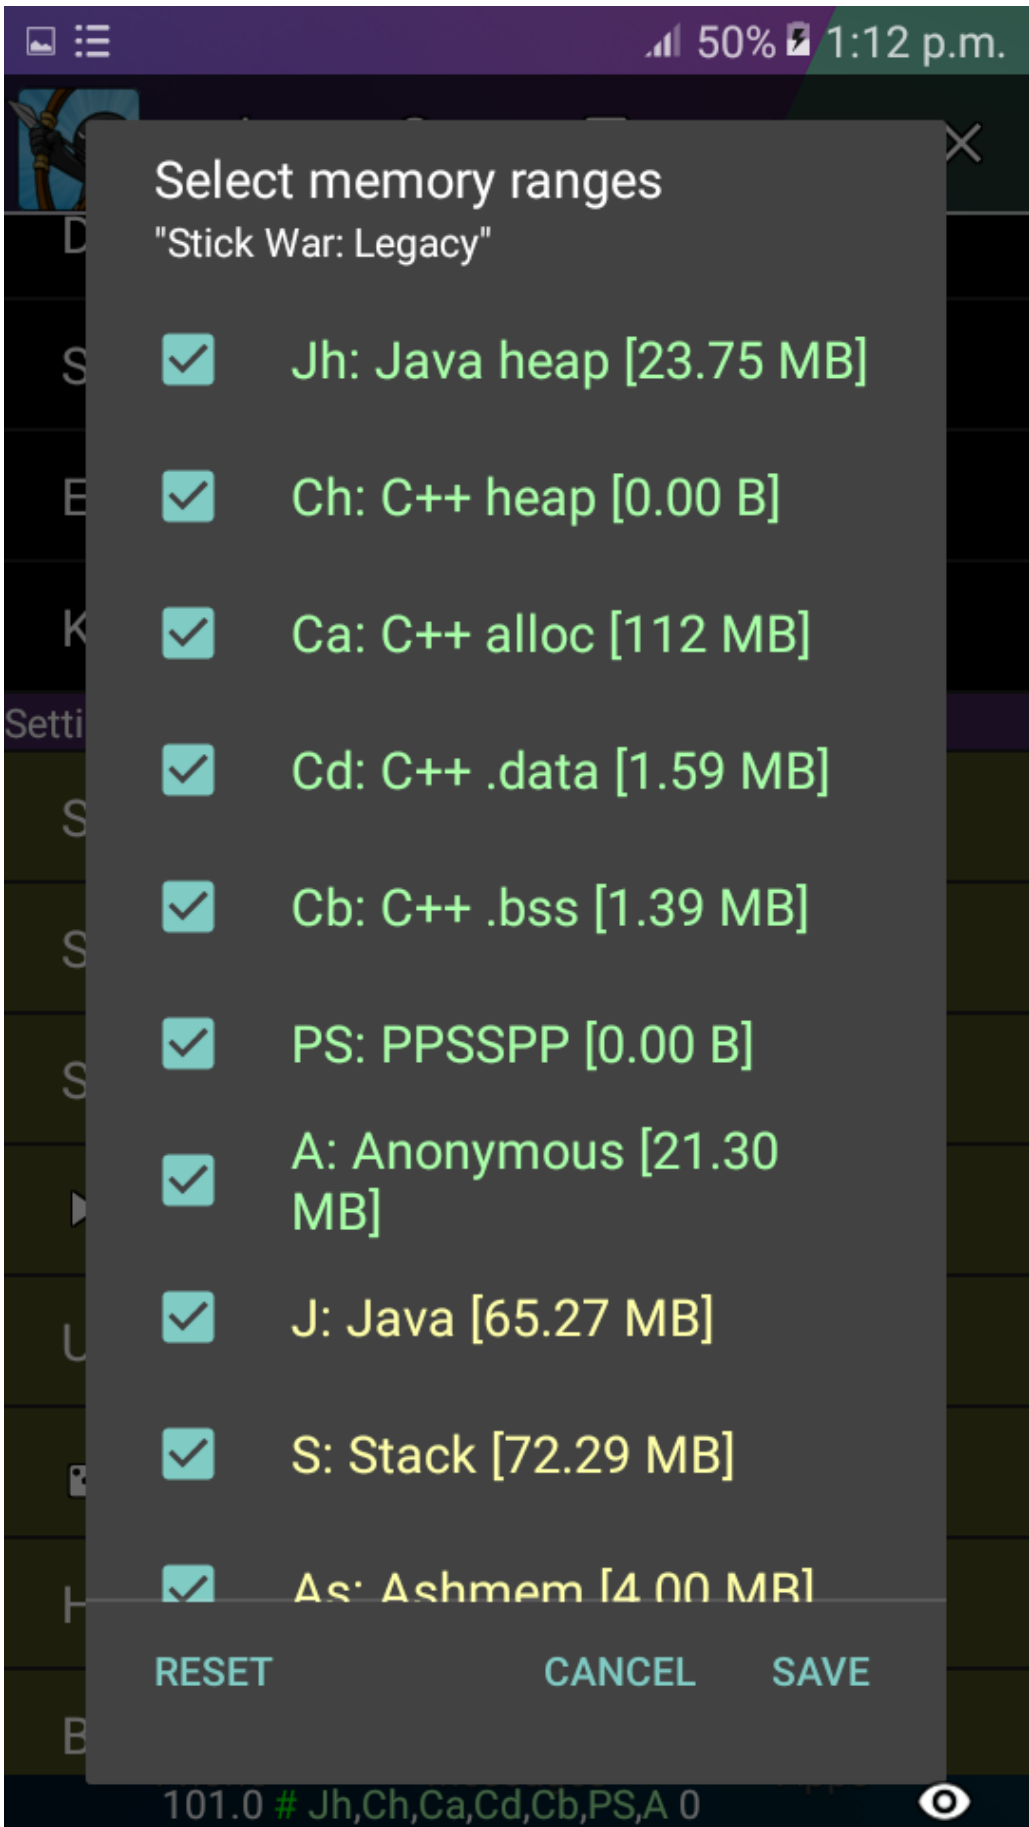 50% 1:12 p.m.
Select memory ranges
"Stick War: Legacy"
Jh: Java heap [23.75 MB]
Ch: C++ heap [0.00 B]
Ca: C++ alloc [112 MB]
Cd: C++ .data [1.59 MB]
Cb: C++ .bss [1.39 MB]
PS: PPSSPP [0.00 B]
A: Anonymous [21.30
MB]
J: Java [65.27 MB]
S: Stack [72.29 MB]
As: Ashmem [4.00 MB]
RESET CANCEL SAVE
101.0 # Jh,Ch,Ca,Cd,Cb,PS,A 0